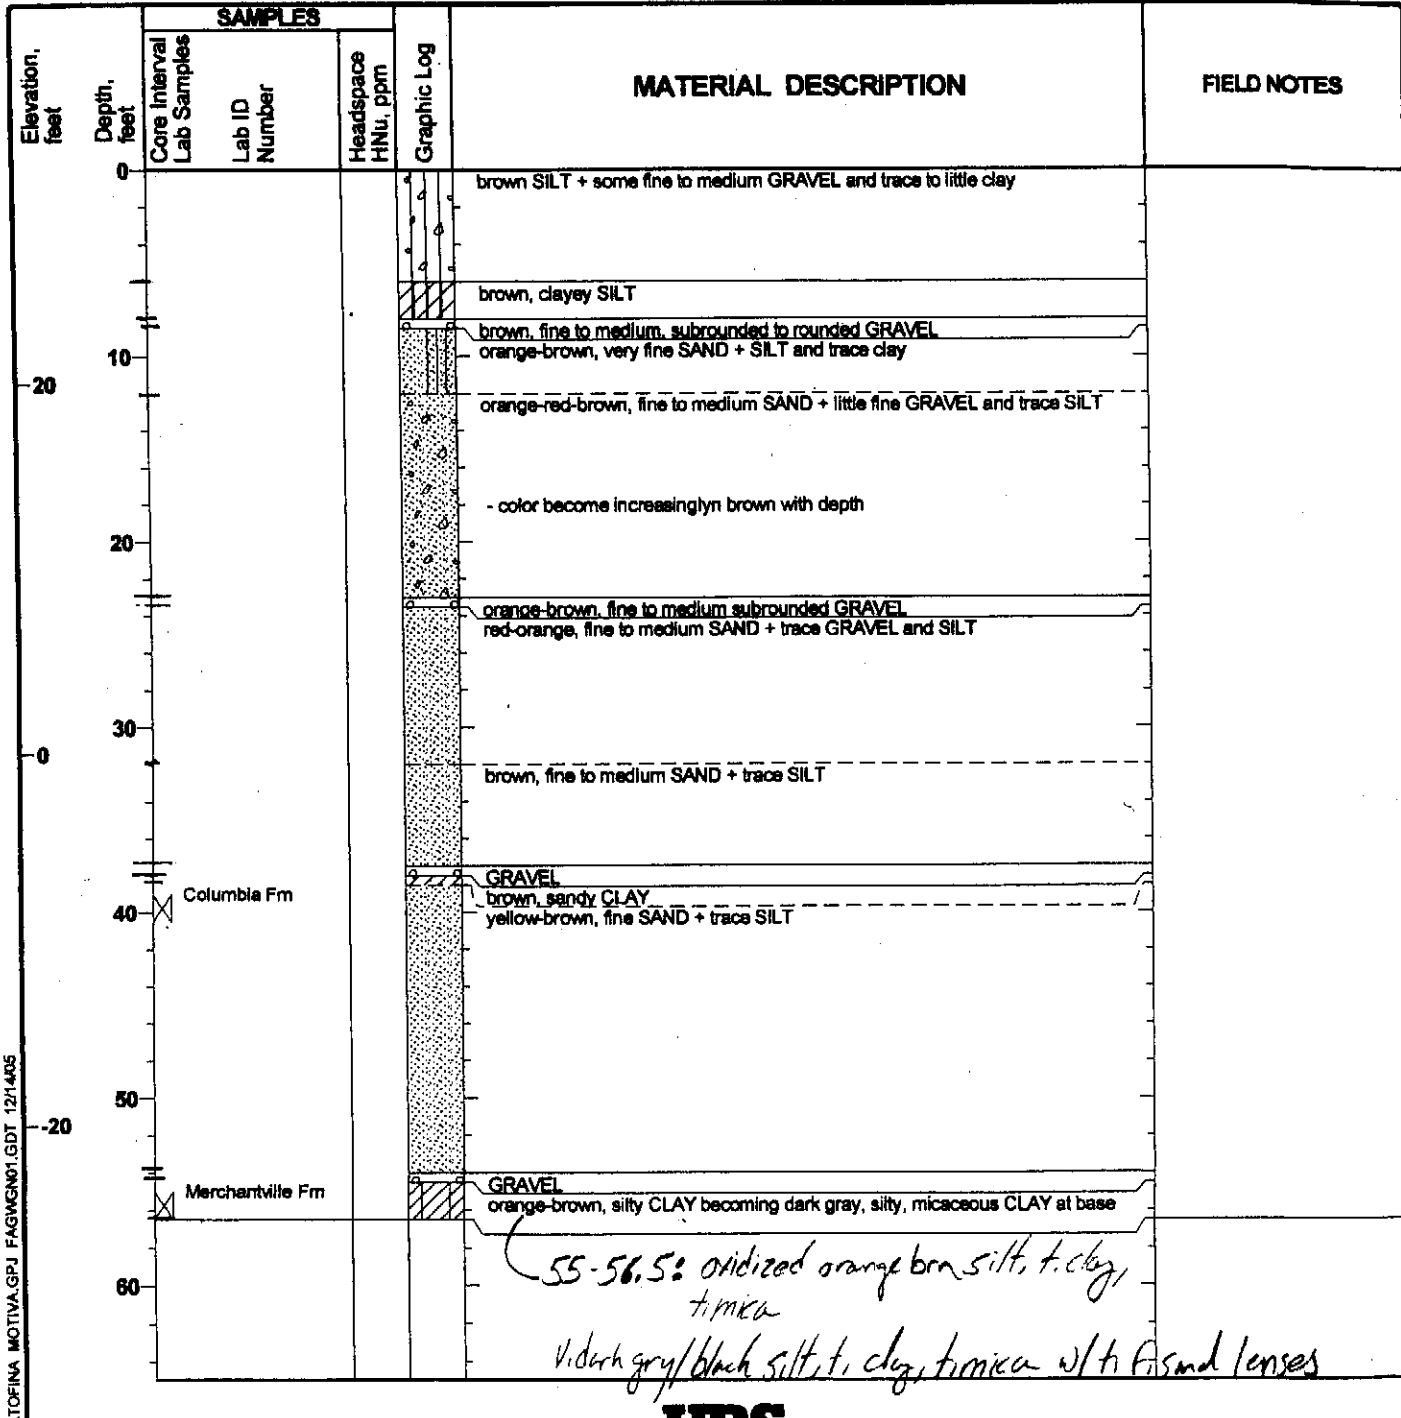 SAMPLES
Elevation, feet
Depth, feet
Core Interval
Lab Samples
Lab ID Number
Headspace HNu, ppm
Graphic Log
MATERIAL DESCRIPTION
FIELD NOTES
0
brown SILT + some fine to medium GRAVEL and trace to little clay
brown, clayey SILT
brown, fine to medium, subrounded to rounded GRAVEL
10
orange-brown, very fine SAND + SILT and trace clay
20
orange-red-brown, fine to medium SAND + little fine GRAVEL and trace SILT
- color become increasinglyn brown with depth
20
orange-brown, fine to medium subrounded GRAVEL
red-orange, fine to medium SAND + trace GRAVEL and SILT
30
0
brown, fine to medium SAND + trace SILT
GRAVEL
Columbia Fm
brown, sandy CLAY
40
yellow-brown, fine SAND + trace SILT
50
-20
GRAVEL
Merchantville Fm
orange-brown, silty CLAY becoming dark gray, silty, micaceous CLAY at base
55-56.5: oxidized orange brn silt, t. clay,
t. mica
60
V. dark gry/black silt, t. clay, t. mica w/ tr f. sand lenses
TOFINA MOTIVA.GPJ FAGWGN01.GDT 12/14/05
URS